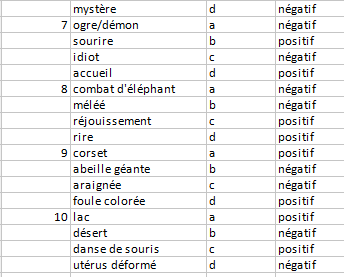 mystère d négatif
7 ogre/démon a négatif
sourire b positif
idiot c négatif
accueil d positif
8 combat d'éléphant a négatif
méléé b négatif
réjouissement c positif
rire d positif
9 corset a positif
abeille géante b négatif
araignée c négatif
foule colorée d positif
10 lac a positif
désert b négatif
danse de souris c positif
utérus déformé d négatif